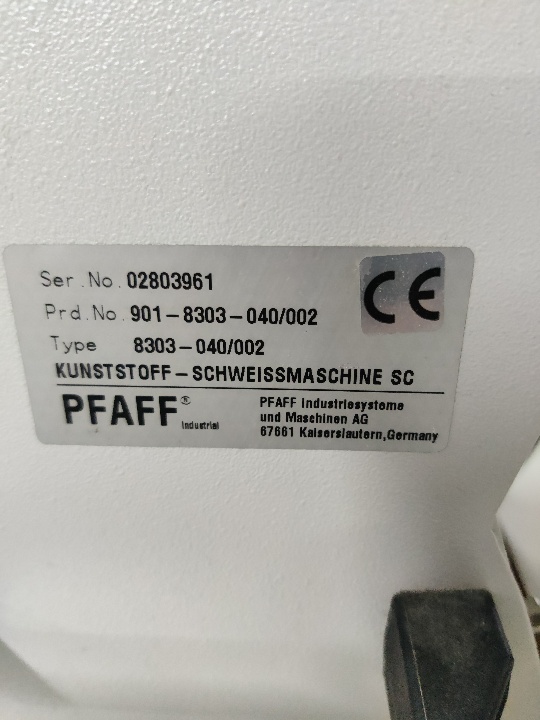 Ser.No. 02803961
CE
Prd.No. 901-8303-040/002
Type 8303-040/002
KUNSTSTOFF-SCHWEISSMASCHINE SC
PFAFF® Industrial
PFAFF Industriesysteme
und Maschinen AG
67661 Kaiserslautern,Germany